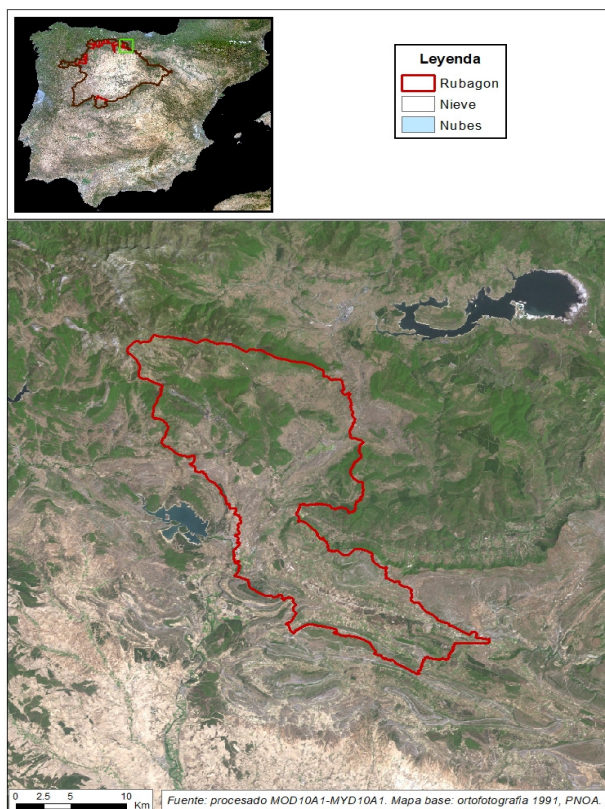 Leyenda
Rubagon
Nieve
Nubes
0 2.5 5 10
Km
Fuente: procesado MOD10A1-MYD10A1. Mapa base: ortofotografía 1991, PNOA